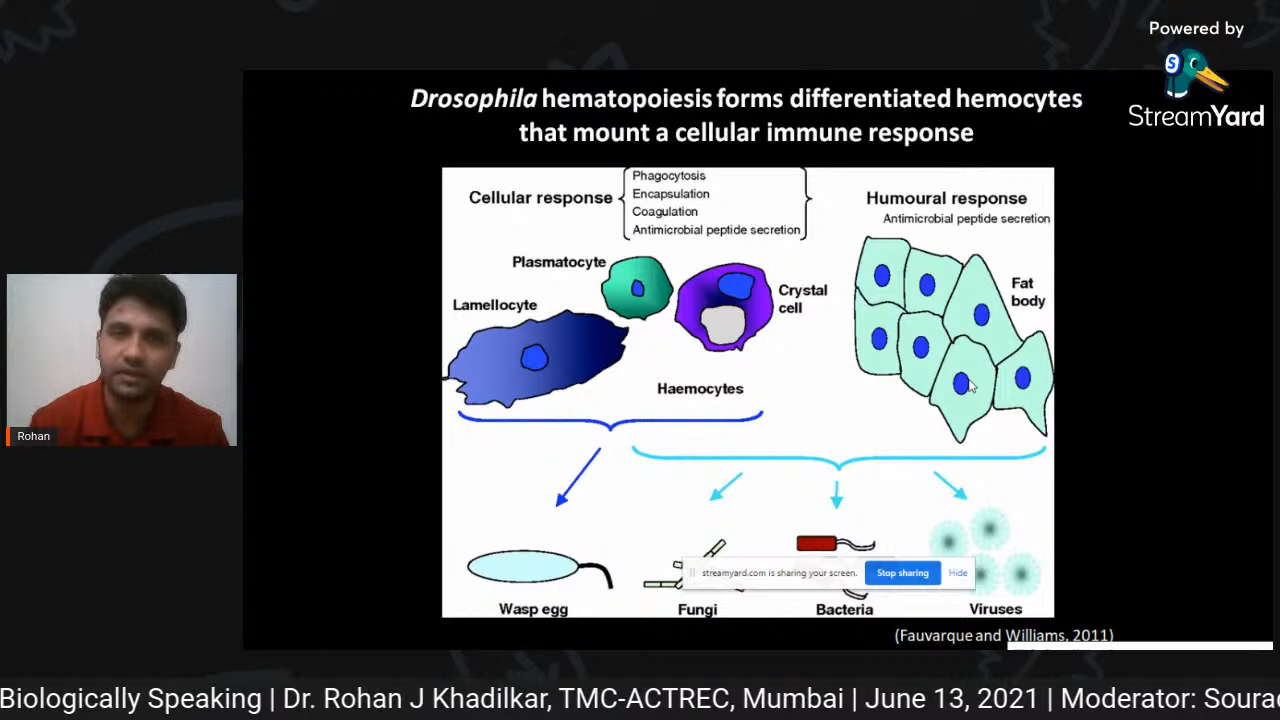 Powered by
S
StreamYard
Drosophila hematopoiesis forms differentiated hemocytes
that mount a cellular immune response
Cellular response
Phagocytosis
Encapsulation
Coagulation
Antimicrobial peptide secretion
Humoural response
Antimicrobial peptide secretion
Plasmatocyte
Lamellocyte
Crystal
cell
Fat
body
Haemocytes
Rohan
streamyard.com is sharing your screen.
Stop sharing
Hide
Wasp egg
Fungi
Bacteria
Viruses
(Fauvarque and Williams, 2011)
Biologically Speaking | Dr. Rohan J Khadilkar, TMC-ACTREC, Mumbai | June 13, 2021 | Moderator: Sourad